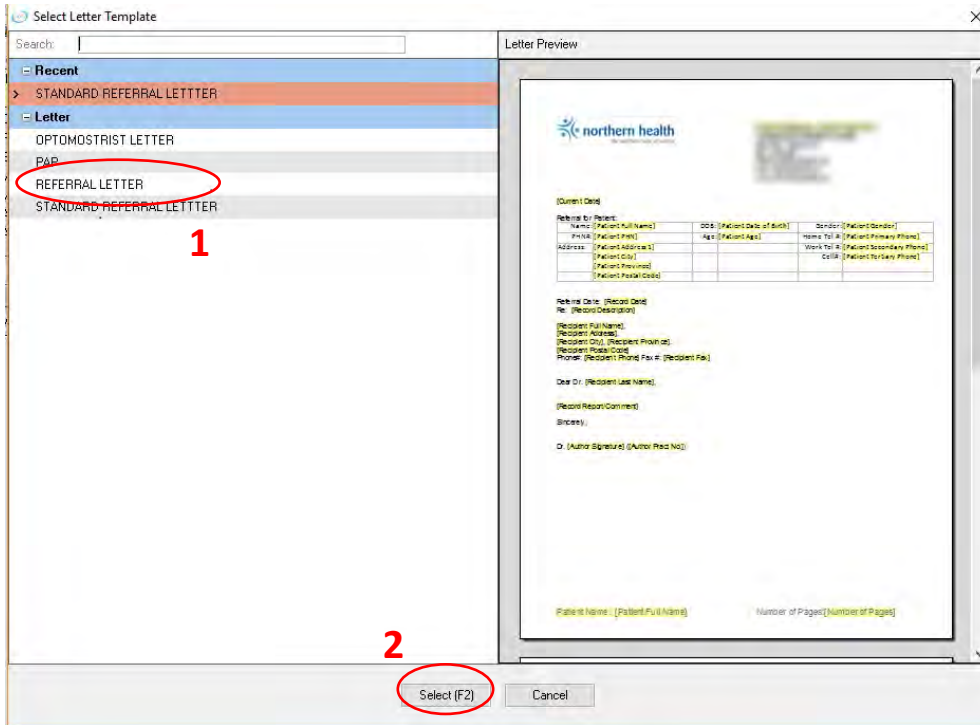 Select Letter Template
Search:
Letter Preview
Recent
STANDARD REFERRAL LETTTER
Letter
OPTOMOSTRIST LETTER
PAP
REFERRAL LETTER
STANDARD REFERRAL LETTTER
1
northern health
[Current Date]
Referral for Patient:
Name: [Patient Full Name] DOB: [Patient Date of Birth] Gender: [Patient Gender]
PHN#: [Patient PHN] Age: [Patient Age] Home Tel #: [Patient Primary Phone]
Address: [Patient Address 1] Work Tel #: [Patient Secondary Phone]
[Patient City] Cell#: [Patient Tertiary Phone]
[Patient Province]
[Patient Postal Code]
Referral Date: [Record Date]
Re: [Record Description]
[Recipient Full Name],
[Recipient Address],
[Recipient City], [Recipient Province],
[Recipient Postal Code]
Phone#: [Recipient Phone] Fax #: [Recipient Fax]
Dear Dr. [Recipient Last Name],
[Record Report/Comment]
Sincerely,
Dr. [Author Signature] ([Author Pract No])
Patient Name : [Patient Full Name] Number of Pages[Number of Pages]
2
Select (F2)
Cancel